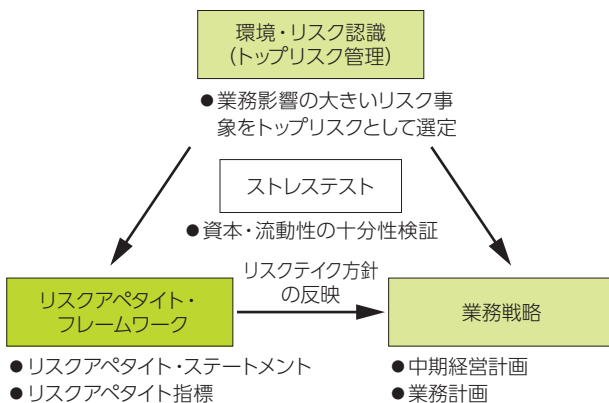 環境・リスク認識
(トップリスク管理)
●業務影響の大きいリスク事
象をトップリスクとして選定
ストレステスト
●資本・流動性の十分性検証
リスクテイク方針
の反映
リスクアペタイト・
フレームワーク
業務戦略
●リスクアペタイト・ステートメント
●リスクアペタイト指標
●中期経営計画
●業務計画